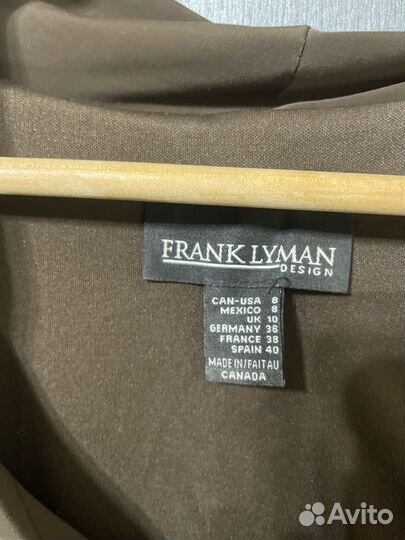 FRANK LYMAN
DESIGN
CAN-USA 8
MEXICO 8
UK 10
GERMANY 36
FRANCE 38
SPAIN 40
MADE IN/FAIT AU
CANADA
Avito